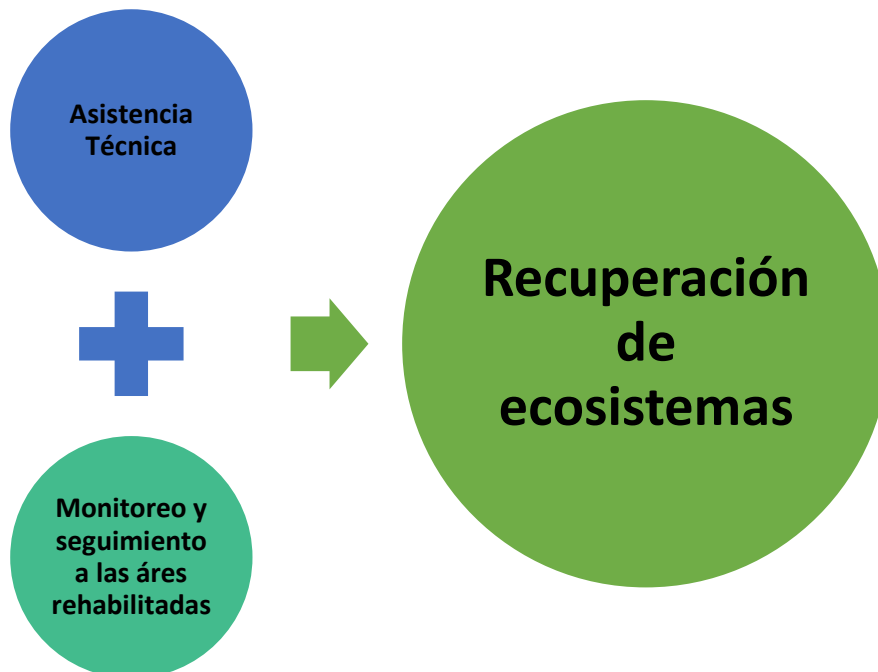 Asistencia
Técnica
Monitoreo y
seguimiento
a las áres
rehabilitadas
Recuperación
de
ecosistemas